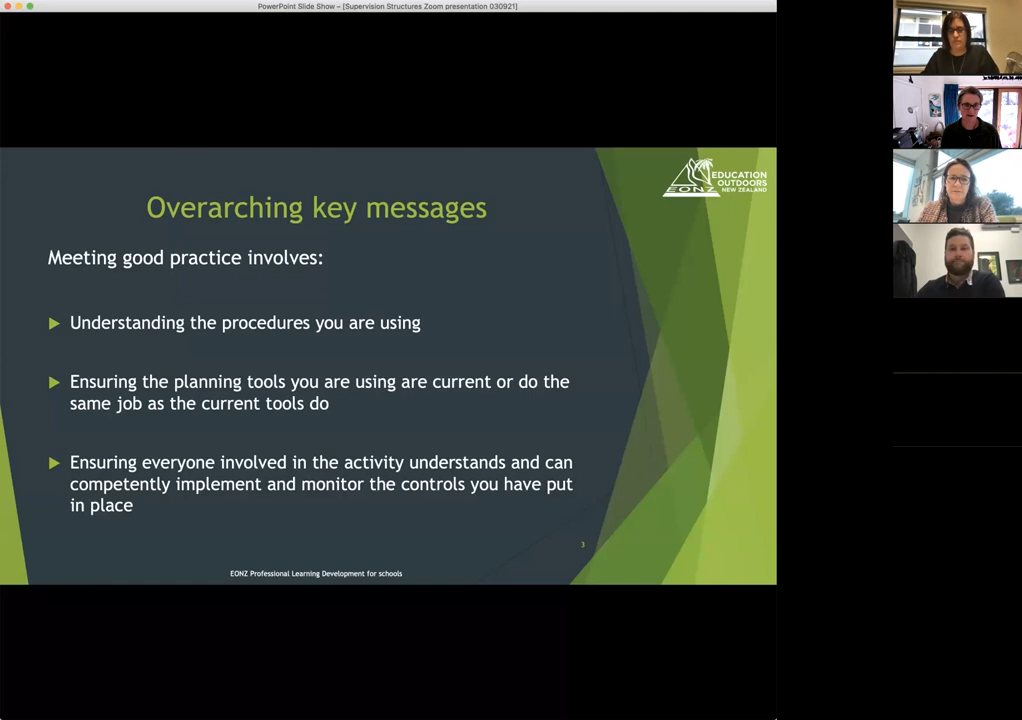 PowerPoint Slide Show – [Supervision Structures Zoom presentation 030921]
EDUCATION
OUTDOORS
NEW ZEALAND
EONZ
Overarching key messages
Meeting good practice involves:
Understanding the procedures you are using
Ensuring the planning tools you are using are current or do the
same job as the current tools do
Ensuring everyone involved in the activity understands and can
competently implement and monitor the controls you have put
in place
3
EONZ Professional Learning Development for schools